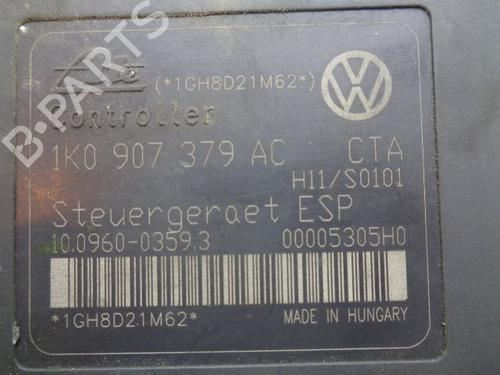 B-PARTS
(*1GH8D21M62*)
Controller
1K0 907 379 AC CTA
H11/S0101
Steuergeraet ESP
10.0960-0359.3 00005305H0
*1GH8D21M62* MADE IN HUNGARY